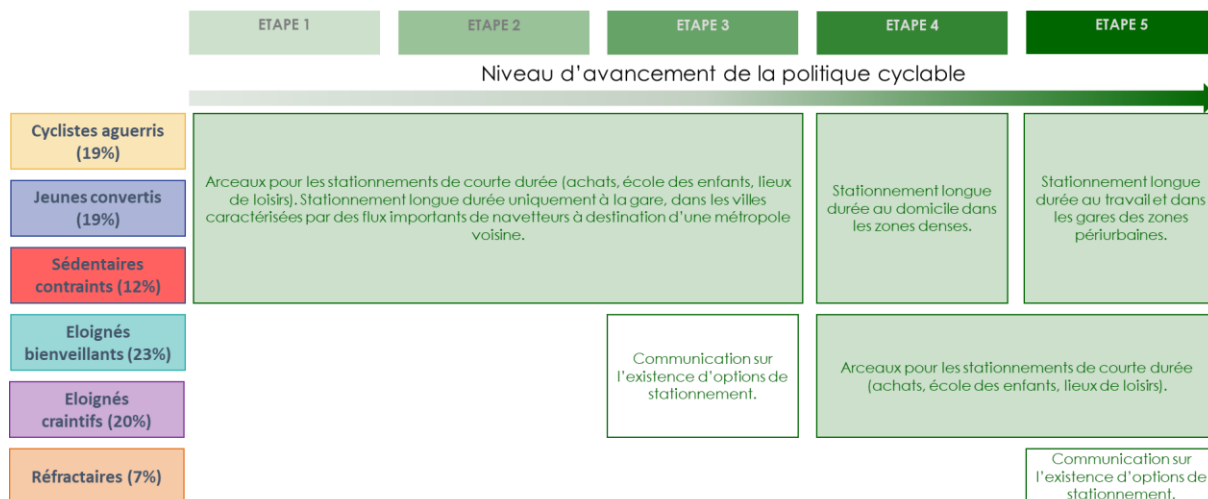 ETAPE 1
ETAPE 2
ETAPE 3
ETAPE 4
ETAPE 5
Niveau d'avancement de la politique cyclable
Cyclistes aguerris
(19%)
Jeunes convertis
(19%)
Sédentaires
contraints (12%)
Arceaux pour les stationnements de courte durée (achats, école des enfants, lieux
de loisirs). Stationnement longue durée uniquement à la gare, dans les villes
caractérisées par des flux importants de navetteurs à destination d'une métropole
voisine.
Stationnement longue
durée au domicile dans
les zones denses.
Stationnement longue
durée au travail et dans
les gares des zones
périurbaines.
Eloignés
bienveillants (23%)
Eloignés
craintifs (20%)
Communication sur
l'existence d'options de
stationnement.
Arceaux pour les stationnements de courte durée
(achats, école des enfants, lieux de loisirs).
Réfractaires (7%)
Communication sur
l'existence d'options de
stationnement.